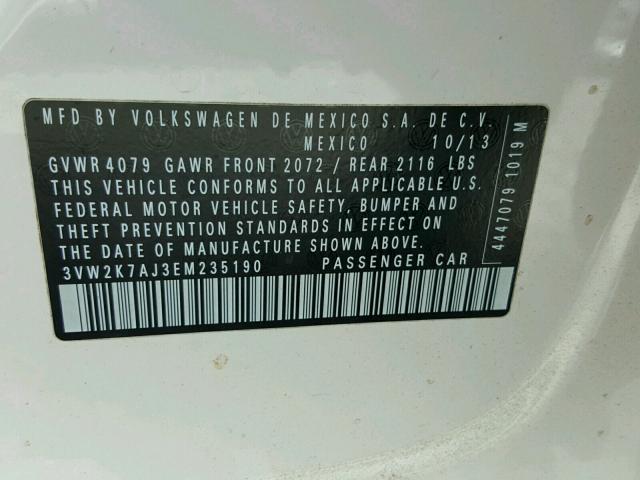 MFD BY VOLKSWAGEN DE MEXICO S.A. DE C.V.
MEXICO 10/13
GVWR 4079 GAWR FRONT 2072 / REAR 2116 LBS
THIS VEHICLE CONFORMS TO ALL APPLICABLE U.S.
FEDERAL MOTOR VEHICLE SAFETY, BUMPER AND
THEFT PREVENTION STANDARDS IN EFFECT ON
THE DATE OF MANUFACTURE SHOWN ABOVE.
3VW2K7AJ3EM235190 PASSENGER CAR
4447079 1019 M